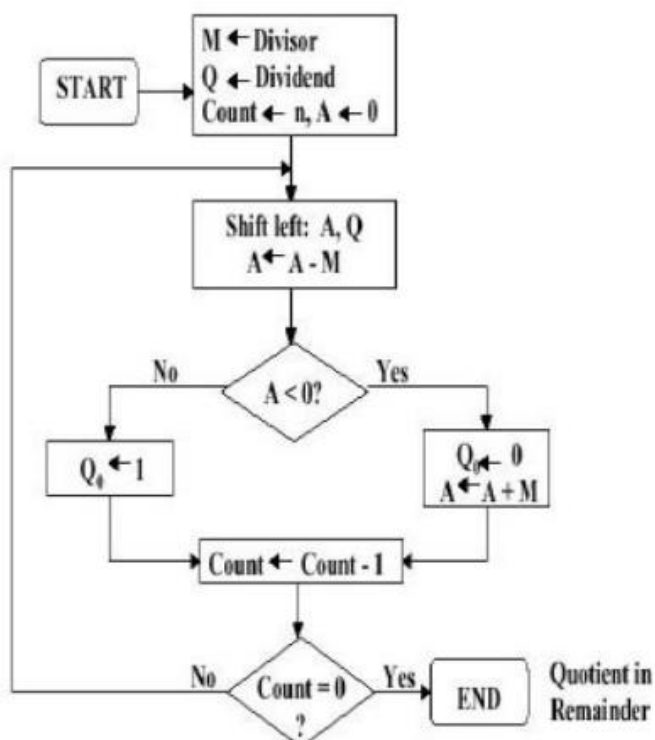 START
M ← Divisor
Q ← Dividend
Count ← n, A ← 0
Shift left: A, Q
A ← A - M
A < 0?
No
Yes
Q₀ ← 1
Q₀ ← 0
A ← A + M
Count ← Count - 1
Count = 0
?
No
Yes
END
Quotient in
Remainder